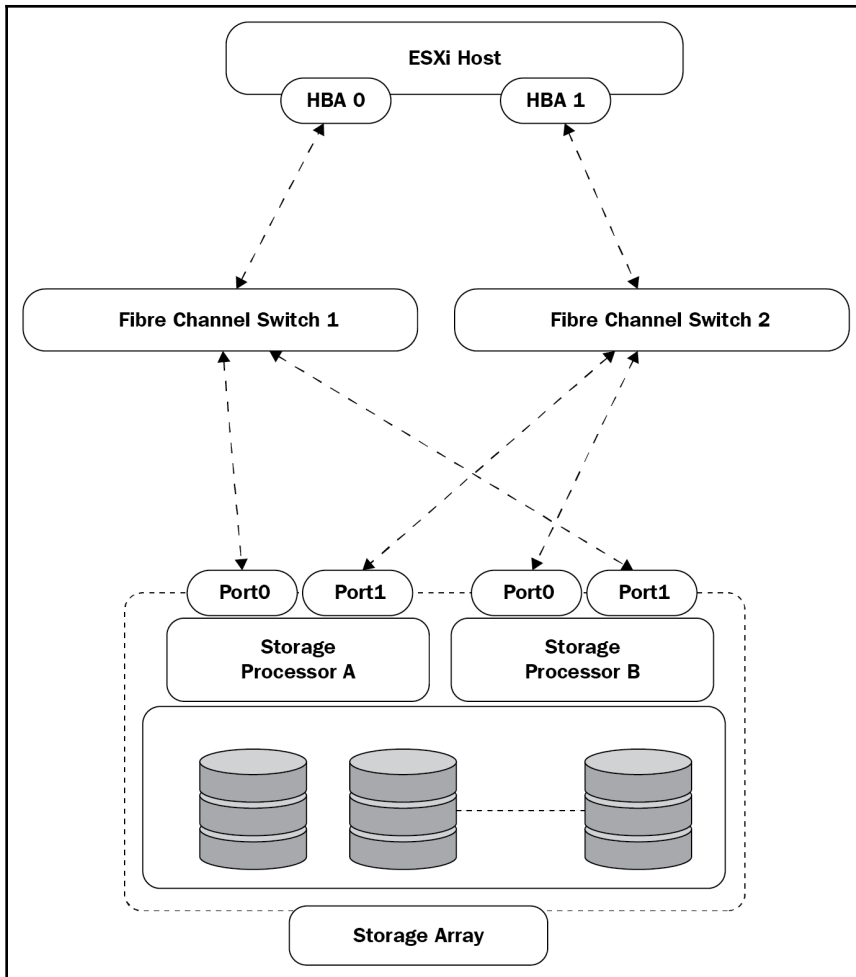 ESXi Host
HBA 0
HBA 1
Fibre Channel Switch 1
Fibre Channel Switch 2
Port0
Port1
Port0
Port1
Storage
Processor A
Storage
Processor B
Storage Array